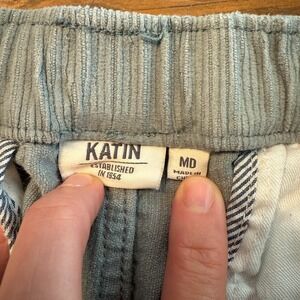 KATIN
ESTABLISHED
IN 1954
MD
MADE IN